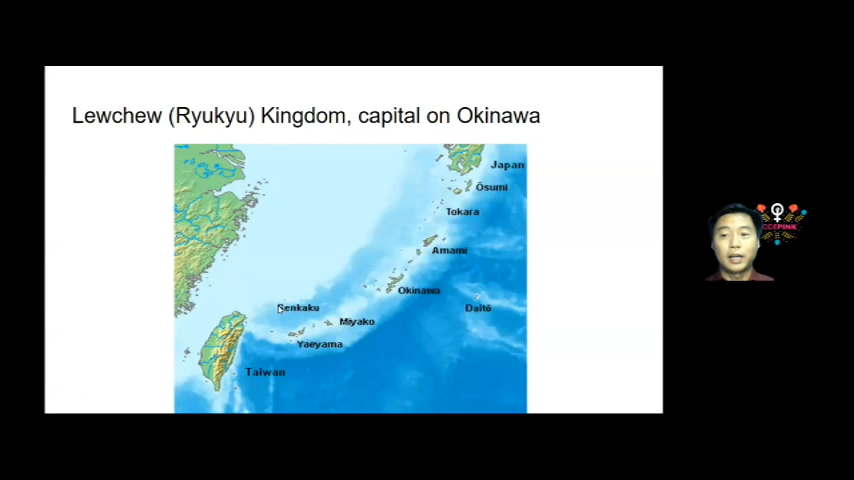 Lewchew (Ryukyu) Kingdom, capital on Okinawa
Japan
Ōsumi
Tokara
Amami
Okinawa
Senkaku
Daitō
Miyako
Yaeyama
Taiwan